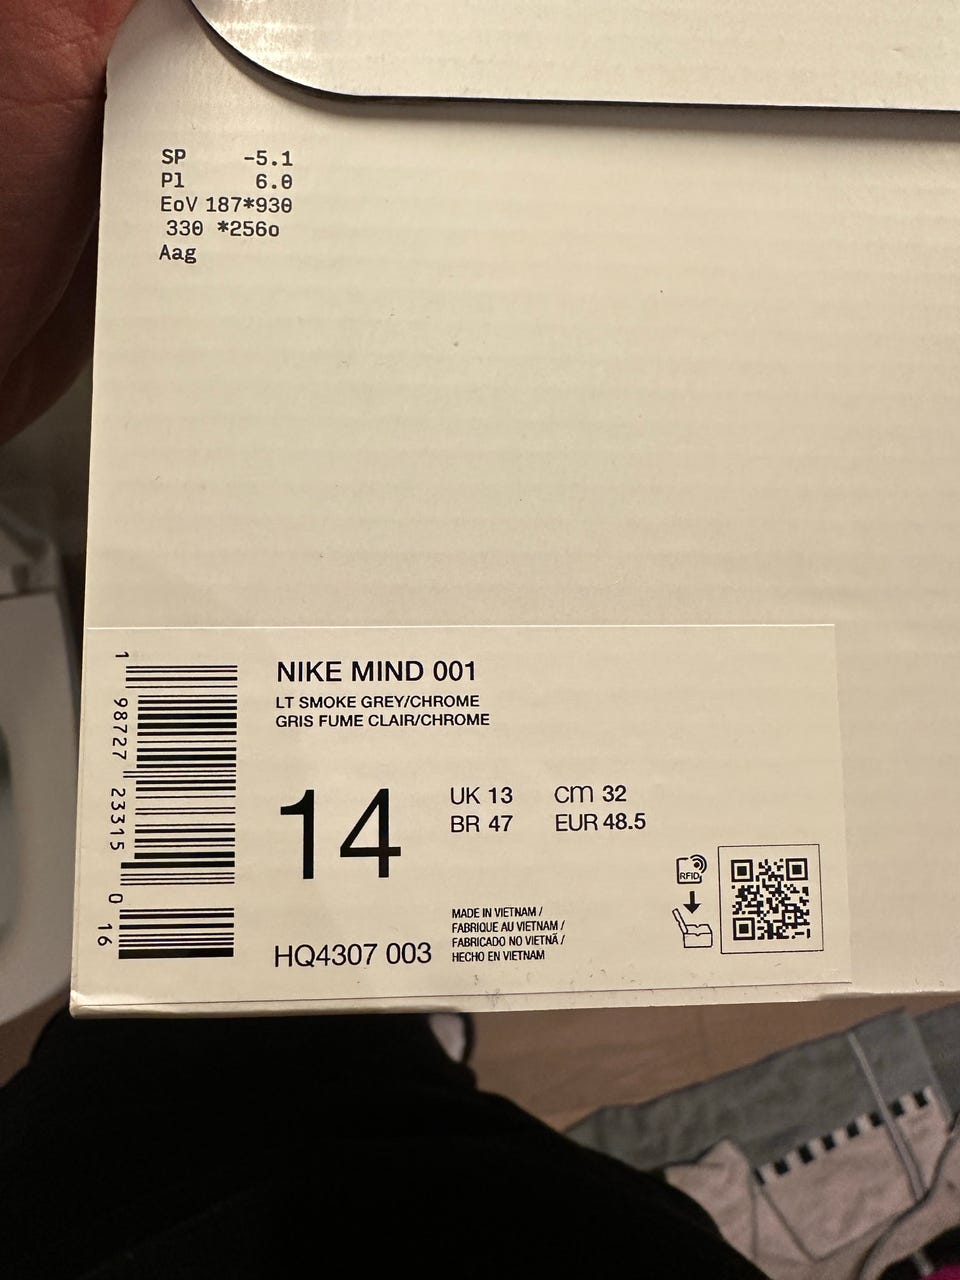 SP -5.1
Pl 6.0
EoV 187*930
330 *256o
Aag
NIKE MIND 001
LT SMOKE GREY/CHROME
GRIS FUME CLAIR/CHROME
14
UK 13 CM 32
BR 47 EUR 48.5
HQ4307 003
MADE IN VIETNAM /
FABRIQUE AU VIETNAM /
FABRICADO NO VIETNÃ /
HECHO EN VIETNAM
RFID
1 98727 23315 0 16